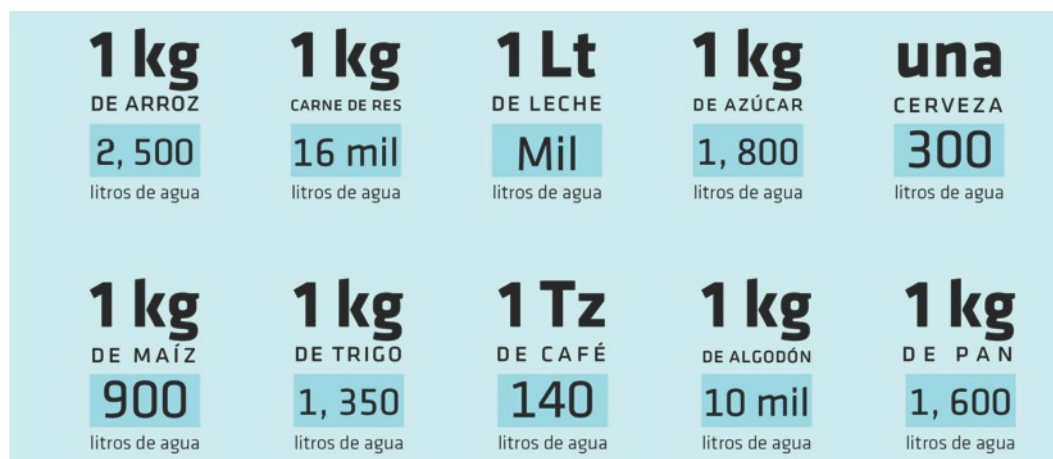 1 kg
DE ARROZ
2, 500
litros de agua
1 kg
CARNE DE RES
16 mil
litros de agua
1 Lt
DE LECHE
Mil
litros de agua
1 kg
DE AZÚCAR
1, 800
litros de agua
una
CERVEZA
300
litros de agua
1 kg
DE MAÍZ
900
litros de agua
1 kg
DE TRIGO
1, 350
litros de agua
1 Tz
DE CAFÉ
140
litros de agua
1 kg
DE ALGODÓN
10 mil
litros de agua
1 kg
DE PAN
1, 600
litros de agua